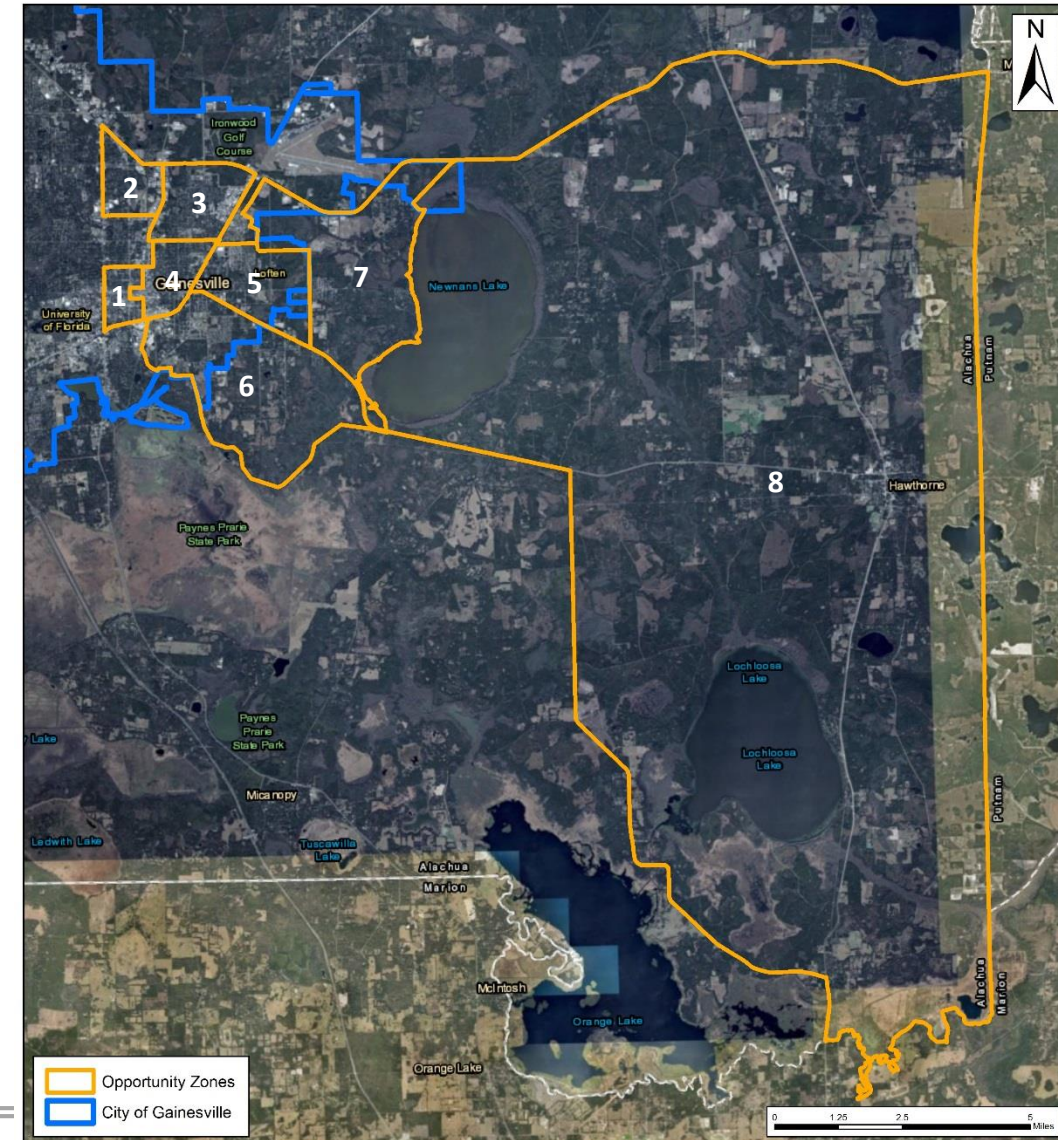 N
M
Ironwood
Golf
Course
2
3
4
Gainesville
5
7
1
Newnans Lake
University
of Florida
6
Alachua
Putnam
8
Hawthorne
Paynes Prarie
State Park
Lochloosa
Lake
Paynes
Prarie
State Park
Lake
Lochloosa
Lake
Micanopy
Putnam
Ledwith Lake
Tuscawilla
Lake
Alachua
Marion
McIntosh
Alachua
Marion
Orange Lake
Orange Lake
Opportunity Zones
City of Gainesville
0 1.25 2.5 5
Miles